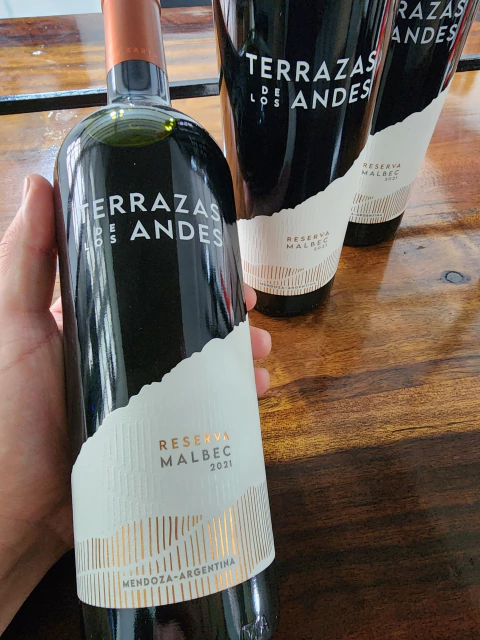 TERRAZAS
DE LOS ANDES
RESERVA
MALBEC
2021
MENDOZA-ARGENTINA
TERRAZAS
DE LOS ANDES
RESERVA
MALBEC
2021
RAZAS
ANDES
RESERVA
MALBEC
2021